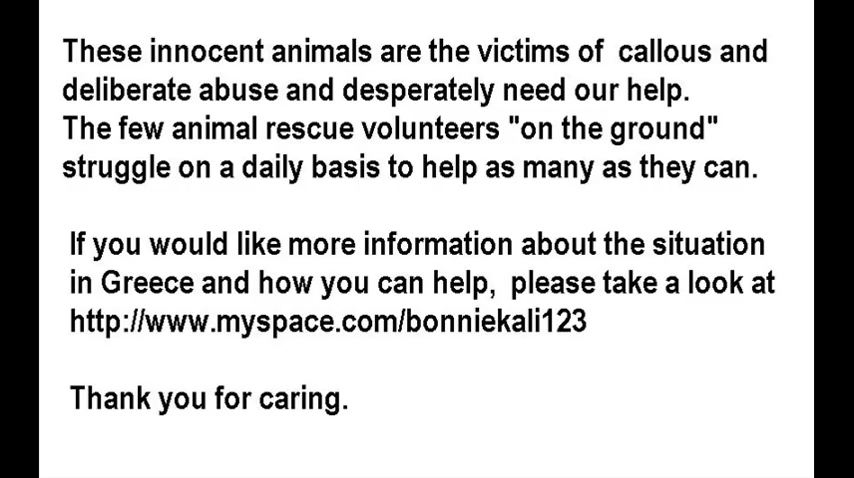 These innocent animals are the victims of callous and
deliberate abuse and desperately need our help.
The few animal rescue volunteers "on the ground"
struggle on a daily basis to help as many as they can.
If you would like more information about the situation
in Greece and how you can help, please take a look at
http://www.myspace.com/bonniekali123
Thank you for caring.